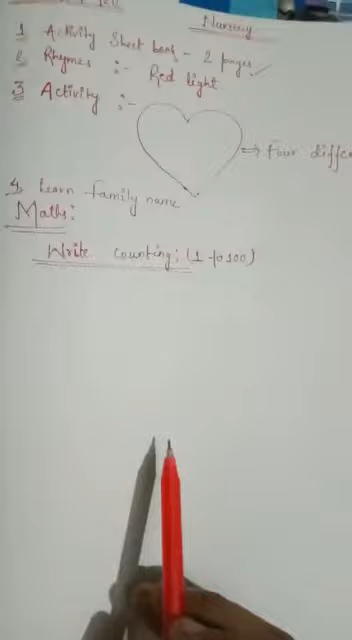 Nursery
1 Activity Sheet book - 2 pages ✓
2 Rhymes :- Red light
3 Activity :-
⇒ Four diffe
4. Learn family name
Maths:
Write counting; (1 to 100)